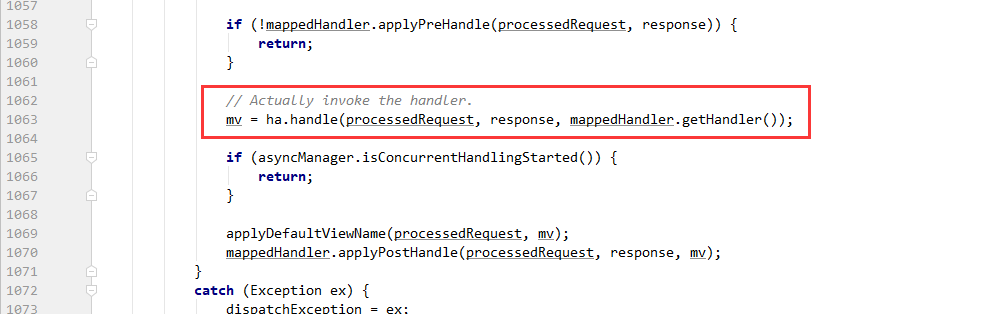 1057
1058 if (!mappedHandler.applyPreHandle(processedRequest, response)) {
1059 return;
1060 }
1061
1062 // Actually invoke the handler.
1063 mv = ha.handle(processedRequest, response, mappedHandler.getHandler());
1064
1065 if (asyncManager.isConcurrentHandlingStarted()) {
1066 return;
1067 }
1068
1069 applyDefaultViewName(processedRequest, mv);
1070 mappedHandler.applyPostHandle(processedRequest, response, mv);
1071 }
1072 catch (Exception ex) {
1073 dispatchException = ex;